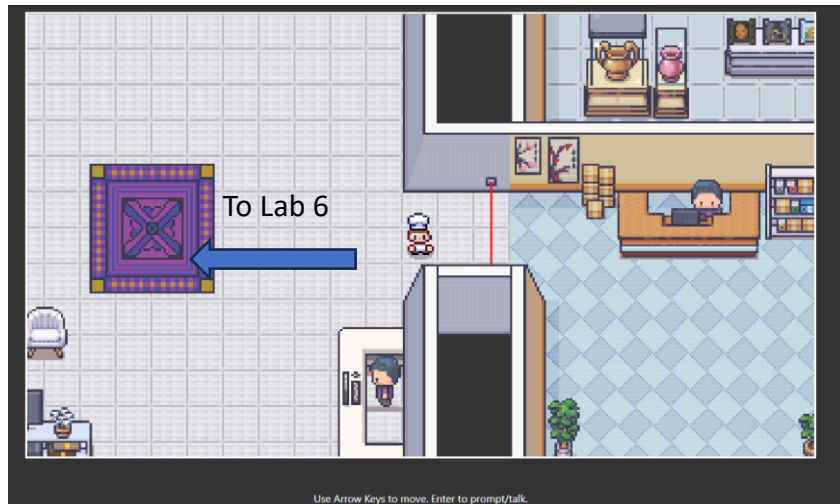 To Lab 6
Use Arrow Keys to move. Enter to prompt/talk.